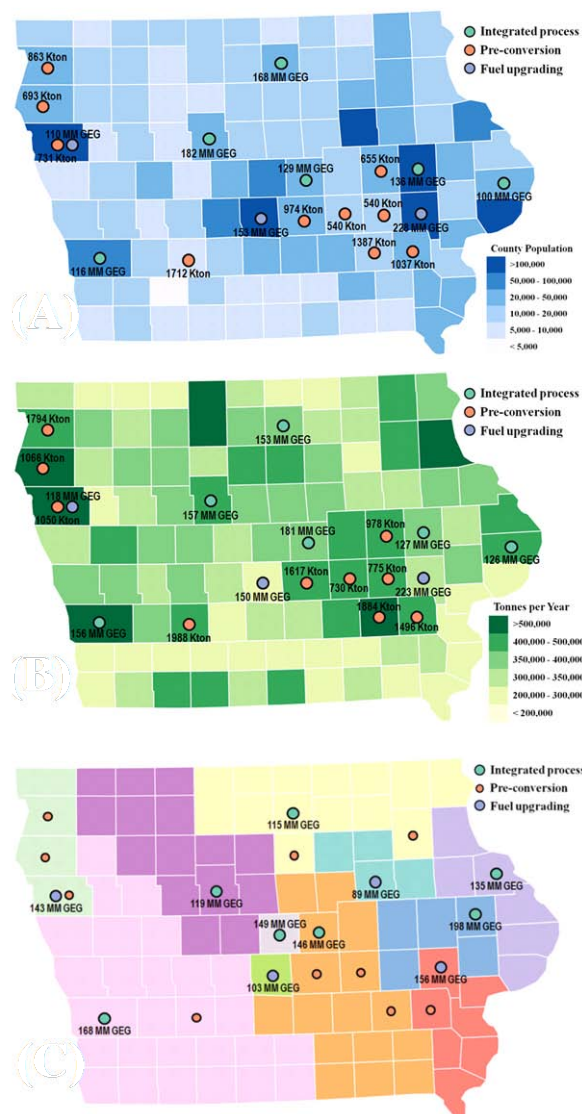 Integrated process
Pre-conversion
Fuel upgrading
863 Kton
168 MM GEG
693 Kton
110 MM GEG
731 Kton
182 MM GEG
129 MM GEG
655 Kton
136 MM GEG
100 MM GEG
153 MM GEG
974 Kton
540 Kton
540 Kton
228 MM GEG
116 MM GEG
1712 Kton
1387 Kton
1037 Kton
County Population
>100,000
50,000 - 100,000
20,000 - 50,000
10,000 - 20,000
5,000 - 10,000
< 5,000
(A)
Integrated process
Pre-conversion
Fuel upgrading
1794 Kton
153 MM GEG
1066 Kton
118 MM GEG
1050 Kton
157 MM GEG
181 MM GEG
978 Kton
127 MM GEG
126 MM GEG
150 MM GEG
1617 Kton
730 Kton
775 Kton
223 MM GEG
156 MM GEG
1988 Kton
1884 Kton
1496 Kton
Tonnes per Year
>500,000
400,000 - 500,000
350,000 - 400,000
300,000 - 350,000
200,000 - 300,000
< 200,000
(B)
Integrated process
Pre-conversion
Fuel upgrading
115 MM GEG
143 MM GEG
119 MM GEG
89 MM GEG
135 MM GEG
149 MM GEG
146 MM GEG
198 MM GEG
103 MM GEG
156 MM GEG
168 MM GEG
(C)